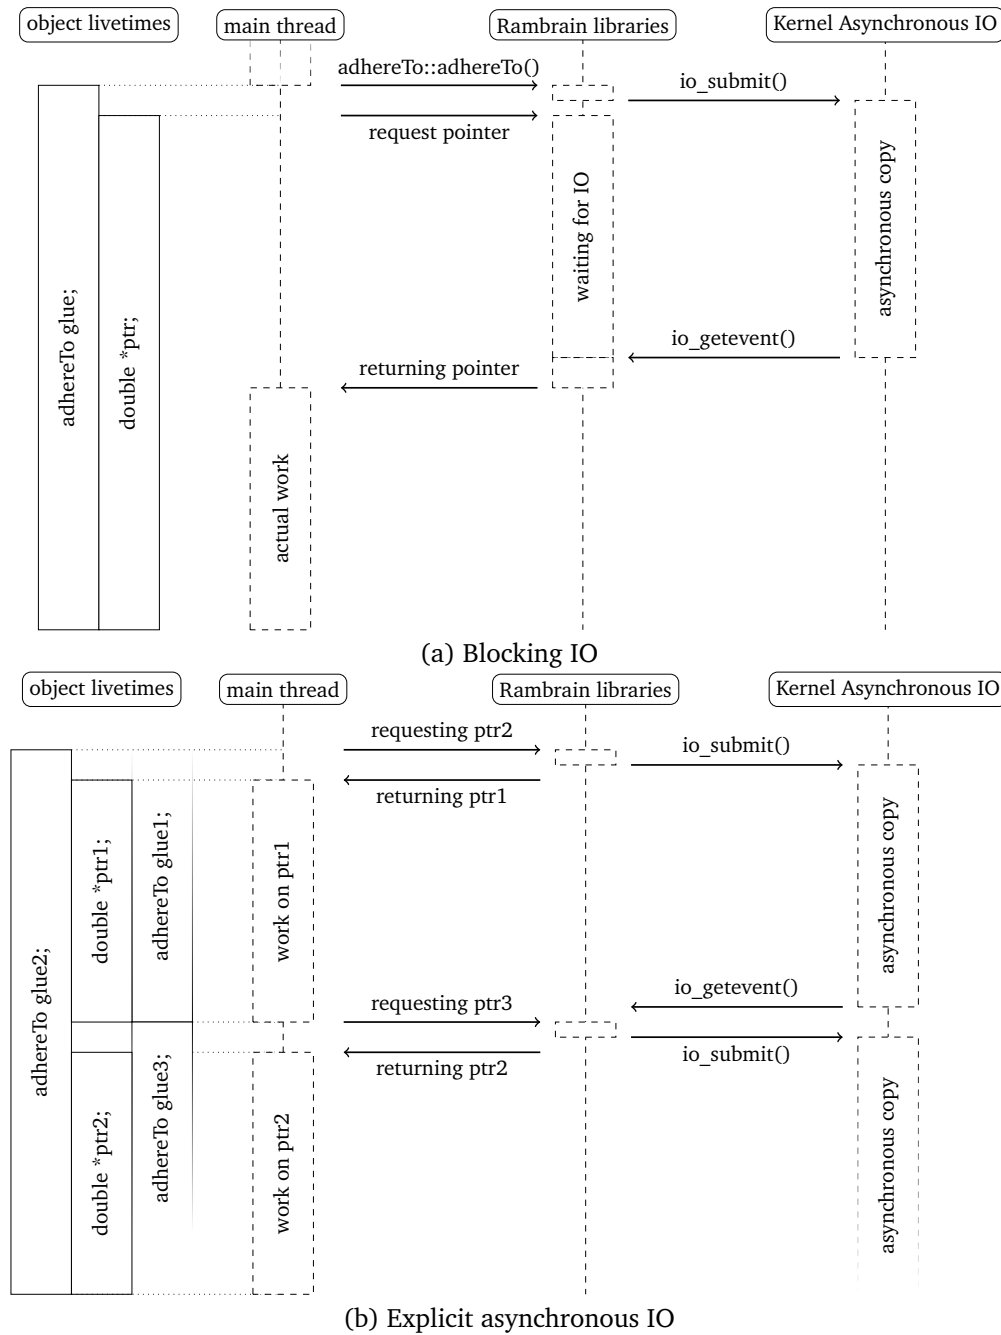 object livetimes
main thread
Rambrain libraries
Kernel Asynchronous IO
adhereTo::adhereTo()
io_submit()
request pointer
adhereTo glue;
double *ptr;
waiting for IO
asynchronous copy
io_getevent()
returning pointer
actual work
(a) Blocking IO
object livetimes
main thread
Rambrain libraries
Kernel Asynchronous IO
requesting ptr2
io_submit()
returning ptr1
adhereTo glue2;
double *ptr1;
adhereTo glue1;
work on ptr1
asynchronous copy
io_getevent()
requesting ptr3
io_submit()
returning ptr2
double *ptr2;
adhereTo glue3;
work on ptr2
asynchronous copy
(b) Explicit asynchronous IO